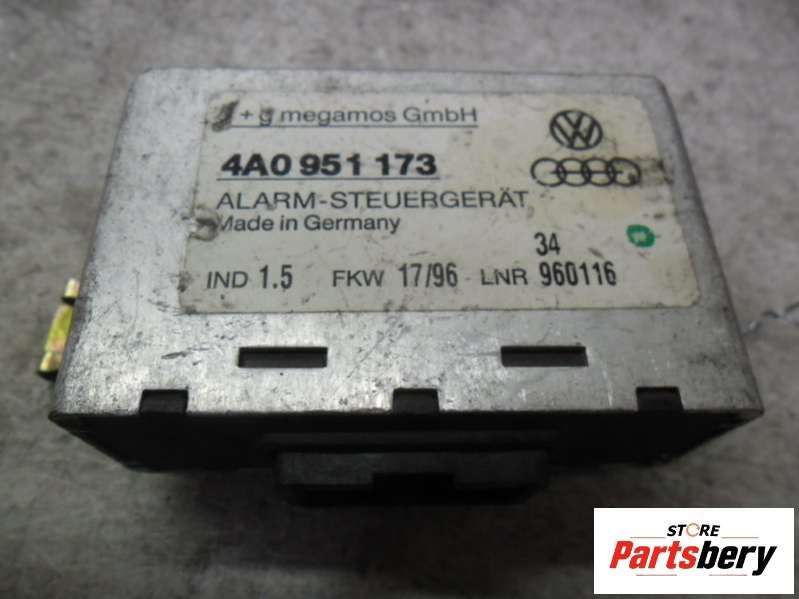 g + g megamos GmbH
4A0 951 173
ALARM-STEUERGERÄT
Made in Germany
34
IND 1.5 FKW 17/96 - LNR 960116
STORE
Partsbery